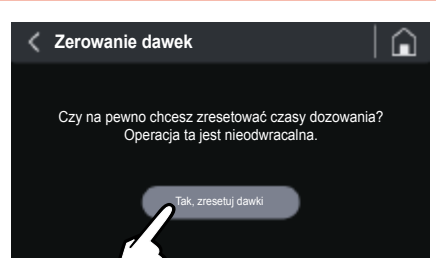 Zerowanie dawek
Czy na pewno chcesz zresetować czasy dozowania?
Operacja ta jest nieodwracalna.
Tak, zresetuj dawki